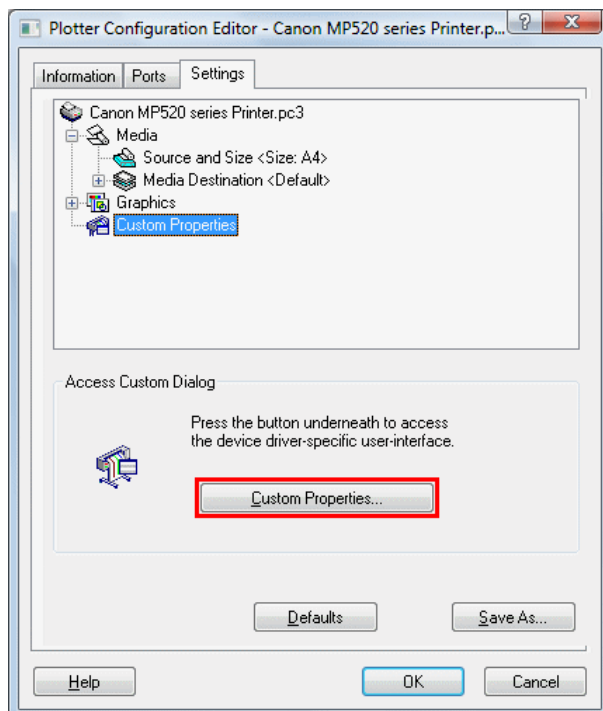 Plotter Configuration Editor - Canon MP520 series Printer.p...
Information Ports Settings
Canon MP520 series Printer.pc3
Media
Source and Size <Size: A4>
Media Destination <Default>
Graphics
Custom Properties
Access Custom Dialog
Press the button underneath to access
the device driver-specific user-interface.
Custom Properties...
Defaults Save As...
Help OK Cancel